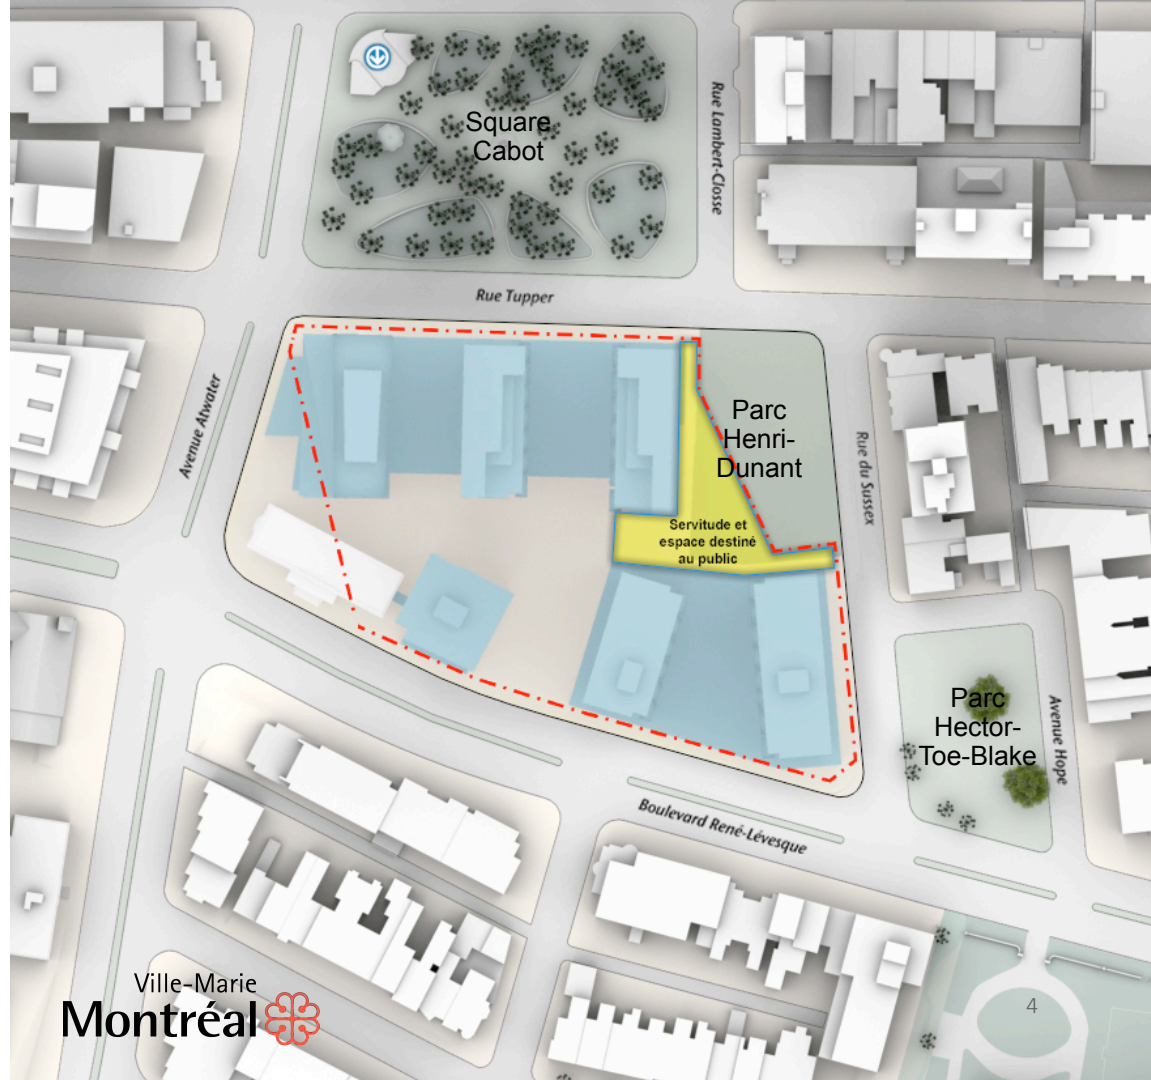 Square
Cabot
Rue Lambert-Closse
Rue Tupper
Avenue Atwater
Parc
Henri-
Dunant
Rue du Sussex
Servitude et
espace destiné
au public
Parc
Hector-
Toe-Blake
Avenue Hope
Boulevard René-Lévesque
Ville-Marie
Montréal
4